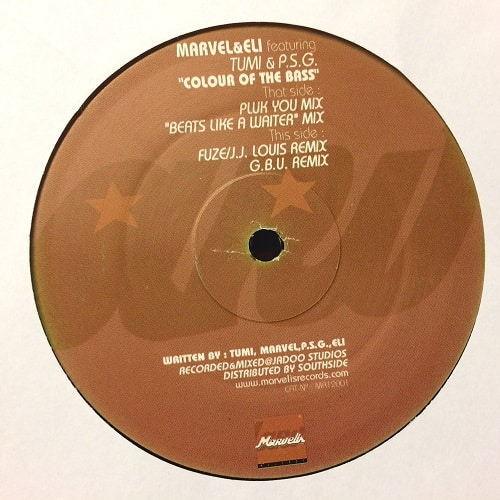 MARVEL&ELI featuring
TUMI & P.S.G.
"COLOUR OF THE BASS"
That side :
PLUK YOU MIX
"BEATS LIKE A WAITER" MIX
This side :
FUZE/J.J. LOUIS REMIX
G.B.U. REMIX
WRITTEN BY : TUMI, MARVEL,P.S.G.,ELI
RECORDED&MIXED@JADOO STUDIOS
DISTRIBUTED BY SOUTHSIDE
www.marvelisrecords.com
CAT-N° : MR12001
Marvelis